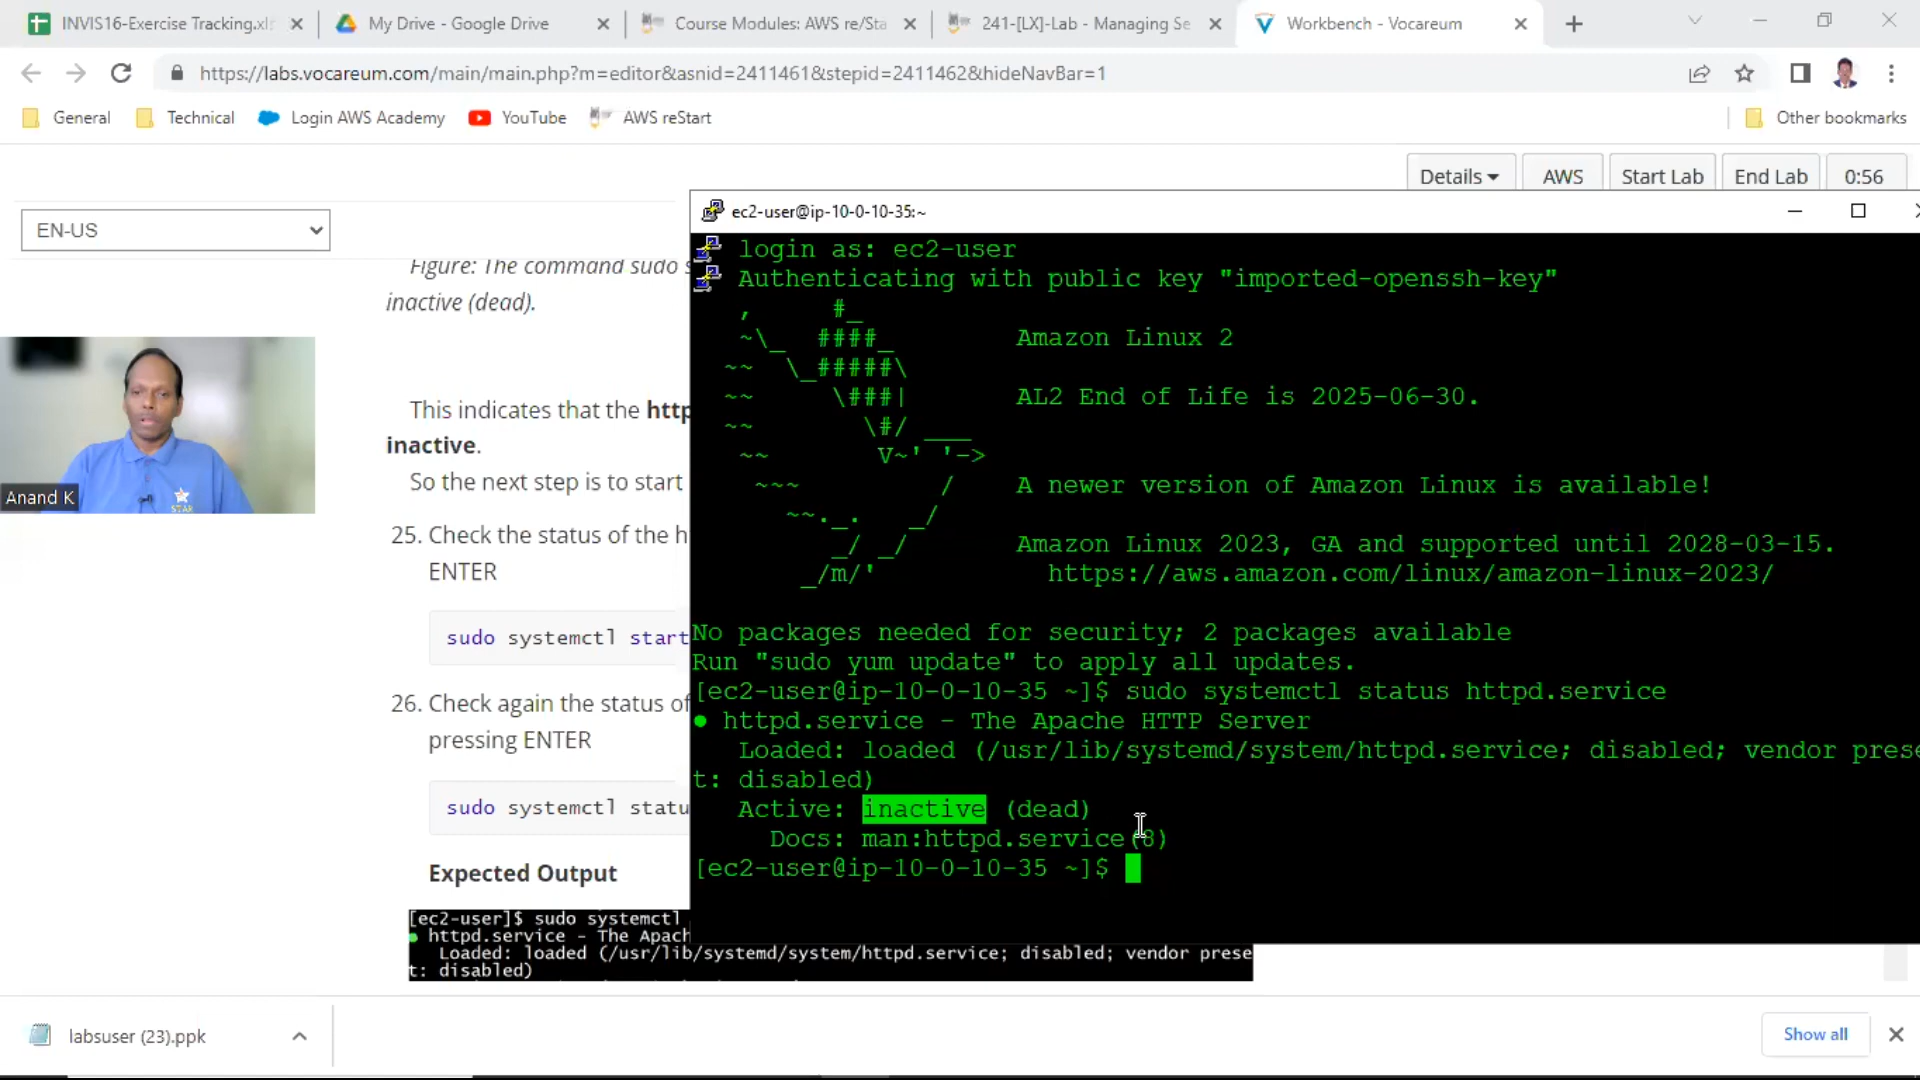 INVIS16-Exercise Tracking.xl
My Drive - Google Drive
Course Modules: AWS re/Sta
241-[LX]-Lab - Managing Se
Workbench - Vocareum
https://labs.vocareum.com/main/main.php?m=editor&asnid=2411461&stepid=2411462&hideNavBar=1
General
Technical
Login AWS Academy
YouTube
AWS reStart
Other bookmarks
Details
AWS
Start Lab
End Lab
0:56
EN-US
Figure: The command sudo s
inactive (dead).
This indicates that the http
inactive.
So the next step is to start
25. Check the status of the h
ENTER
sudo systemctl start
26. Check again the status of
pressing ENTER
sudo systemctl statu
Expected Output
[ec2-user]$ sudo systemctl
● httpd.service - The Apach
Loaded: loaded (/usr/lib/systemd/system/httpd.service; disabled; vendor prese
t: disabled)
Anand K
STAR
ec2-user@ip-10-0-10-35:~
login as: ec2-user
Authenticating with public key "imported-openssh-key"
,     #_
~\_  ####_        Amazon Linux 2
~~  \_#####\
~~     \###|       AL2 End of Life is 2025-06-30.
~~       \#/ ___
~~       V~' '->
~~~         /    A newer version of Amazon Linux is available!
~~._.   _/
_/ _/       Amazon Linux 2023, GA and supported until 2028-03-15.
_/m/'           https://aws.amazon.com/linux/amazon-linux-2023/
No packages needed for security; 2 packages available
Run "sudo yum update" to apply all updates.
[ec2-user@ip-10-0-10-35 ~]$ sudo systemctl status httpd.service
● httpd.service - The Apache HTTP Server
Loaded: loaded (/usr/lib/systemd/system/httpd.service; disabled; vendor prese
t: disabled)
Active: inactive (dead)
Docs: man:httpd.service(8)
[ec2-user@ip-10-0-10-35 ~]$
labsuser (23).ppk
Show all